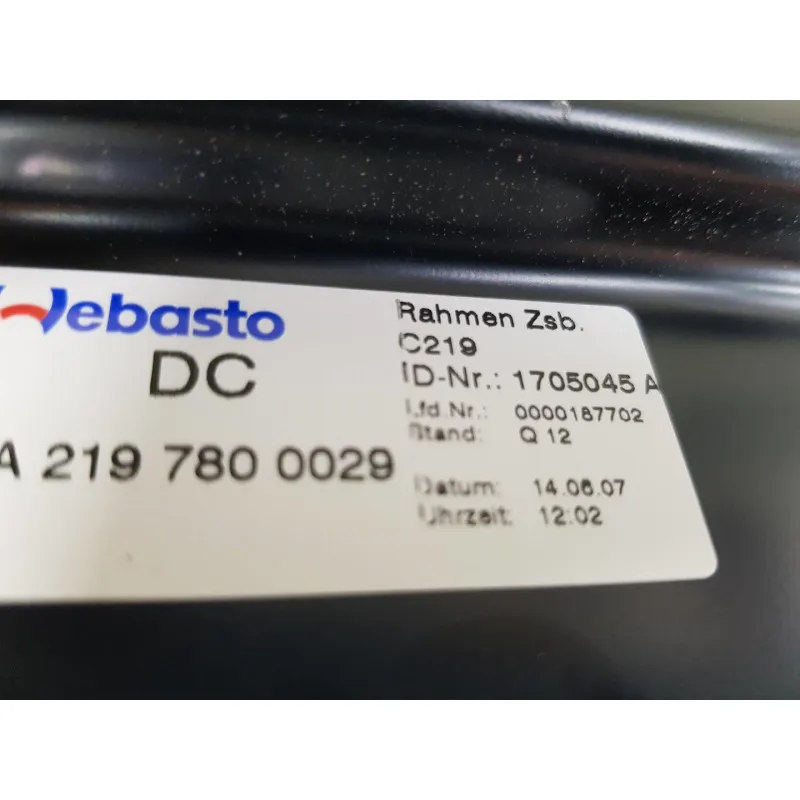 Webasto
DC
A 219 780 0029
Rahmen Zsb.
C219
ID-Nr.: 1705045 A
Lfd.Nr.: 0000187702
Stand: Q 12
Datum: 14.06.07
Uhrzeit: 12:02